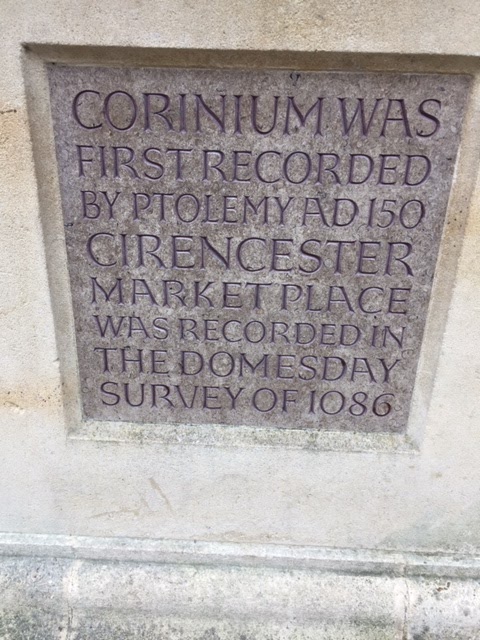 CORINIUM WAS
FIRST RECORDED
BY PTOLEMY AD 150
CIRENCESTER
MARKET PLACE
WAS RECORDED IN
THE DOMESDAY
SURVEY OF 1086